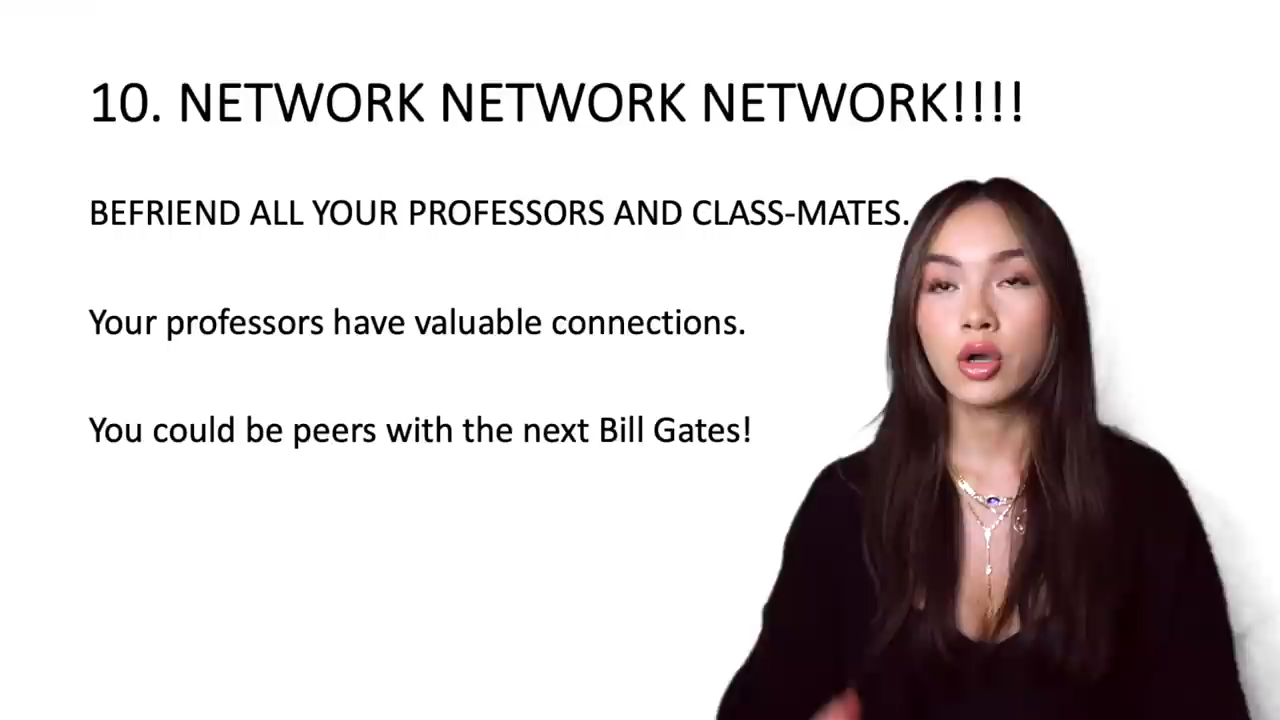 10. NETWORK NETWORK NETWORK!!!!
BEFRIEND ALL YOUR PROFESSORS AND CLASS-MATES.
Your professors have valuable connections.
You could be peers with the next Bill Gates!